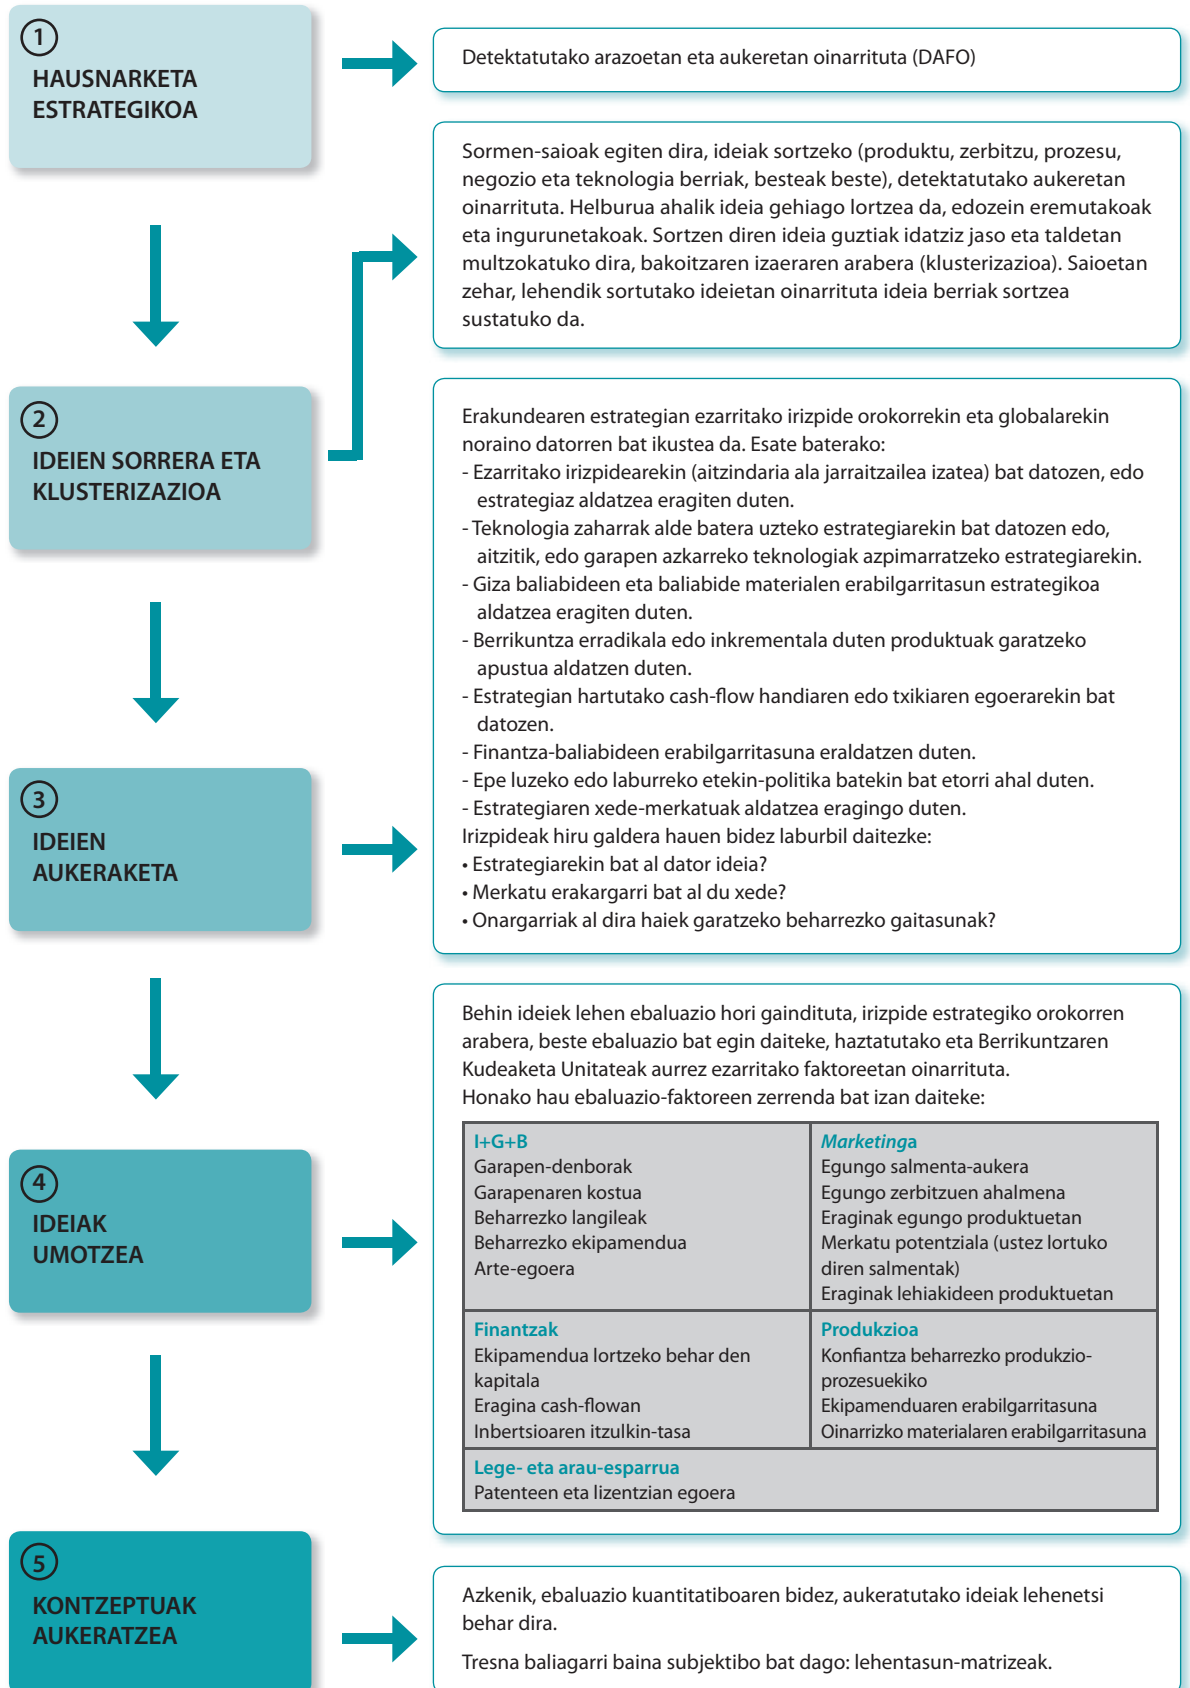 1
HAUSNARKETA
ESTRATEGIKOA
Detektatutako arazoetan eta aukeretan oinarrituta (DAFO)
2
IDEIEN SORRERA ETA
KLUSTERIZAZIOA
Sormen-saioak egiten dira, ideiak sortzeko (produktu, zerbitzu, prozesu,
negozio eta teknologia berriak, besteak beste), detektatutako aukeretan
oinarrituta. Helburua ahalik ideia gehiago lortzea da, edozein eremutakoak
eta ingurunetakoak. Sortzen diren ideia guztiak idatziz jaso eta taldetan
multzokatuko dira, bakoitzaren izaeraren arabera (klusterizazioa). Saioetan
zehar, lehendik sortutako ideietan oinarrituta ideia berriak sortzea
sustatuko da.
3
IDEIEN
AUKERAKETA
Erakundearen estrategian ezarritako irizpide orokorrekin eta globalarekin
noraino datorren bat ikustea da. Esate baterako:
- Ezarritako irizpidearekin (aitzindaria ala jarraitzailea izatea) bat datozen, edo
estrategiaz aldatzea eragiten duten.
- Teknologia zaharrak alde batera uzteko estrategiarekin bat datozen edo,
aitzitik, edo garapen azkarreko teknologiak azpimarratzeko estrategiarekin.
- Giza baliabideen eta baliabide materialen erabilgarritasun estrategikoa
aldatzea eragiten duten.
- Berrikuntza erradikala edo inkrementala duten produktuak garatzeko
apustua aldatzen duten.
- Estrategian hartutako cash-flow handiaren edo txikiaren egoerarekin bat
datozen.
- Finantza-baliabideen erabilgarritasuna eraldatzen duten.
- Epe luzeko edo laburreko etekin-politika batekin bat etorri ahal duten.
- Estrategiaren xede-merkatuak aldatzea eragingo duten.
Irizpideak hiru galdera hauen bidez laburbil daitezke:
• Estrategiarekin bat al dator ideia?
• Merkatu erakargarri bat al du xede?
• Onargarriak al dira haiek garatzeko beharrezko gaitasunak?
4
IDEIAK
UMOTZEA
Behin ideiek lehen ebaluazio hori gaindituta, irizpide estrategiko orokorren
arabera, beste ebaluazio bat egin daiteke, haztatutako eta Berrikuntzaren
Kudeaketa Unitateak aurrez ezarritako faktoreetan oinarrituta.
Honako hau ebaluazio-faktoreen zerrenda bat izan daiteke:
I+G+B
Garapen-denborak
Garapenaren kostua
Beharrezko langileak
Beharrezko ekipamendua
Arte-egoera
Marketinga
Egungo salmenta-aukera
Egungo zerbitzuen ahalmena
Eraginak egungo produktuetan
Merkatu potentziala (ustez lortuko
diren salmentak)
Eraginak lehiakideen produktuetan
Finantzak
Ekipamendua lortzeko behar den
kapitala
Eragina cash-flowan
Inbertsioaren itzulkin-tasa
Produkzioa
Konfiantza beharrezko produkzio-
prozesuekiko
Ekipamenduaren erabilgarritasuna
Oinarrizko materialaren erabilgarritasuna
Lege- eta arau-esparrua
Patenteen eta lizentzian egoera
5
KONTZEPTUAK
AUKERATZEA
Azkenik, ebaluazio kuantitatiboaren bidez, aukeratutako ideiak lehenetsi
behar dira.
Tresna baliagarri baina subjektibo bat dago: lehentasun-matrizeak.